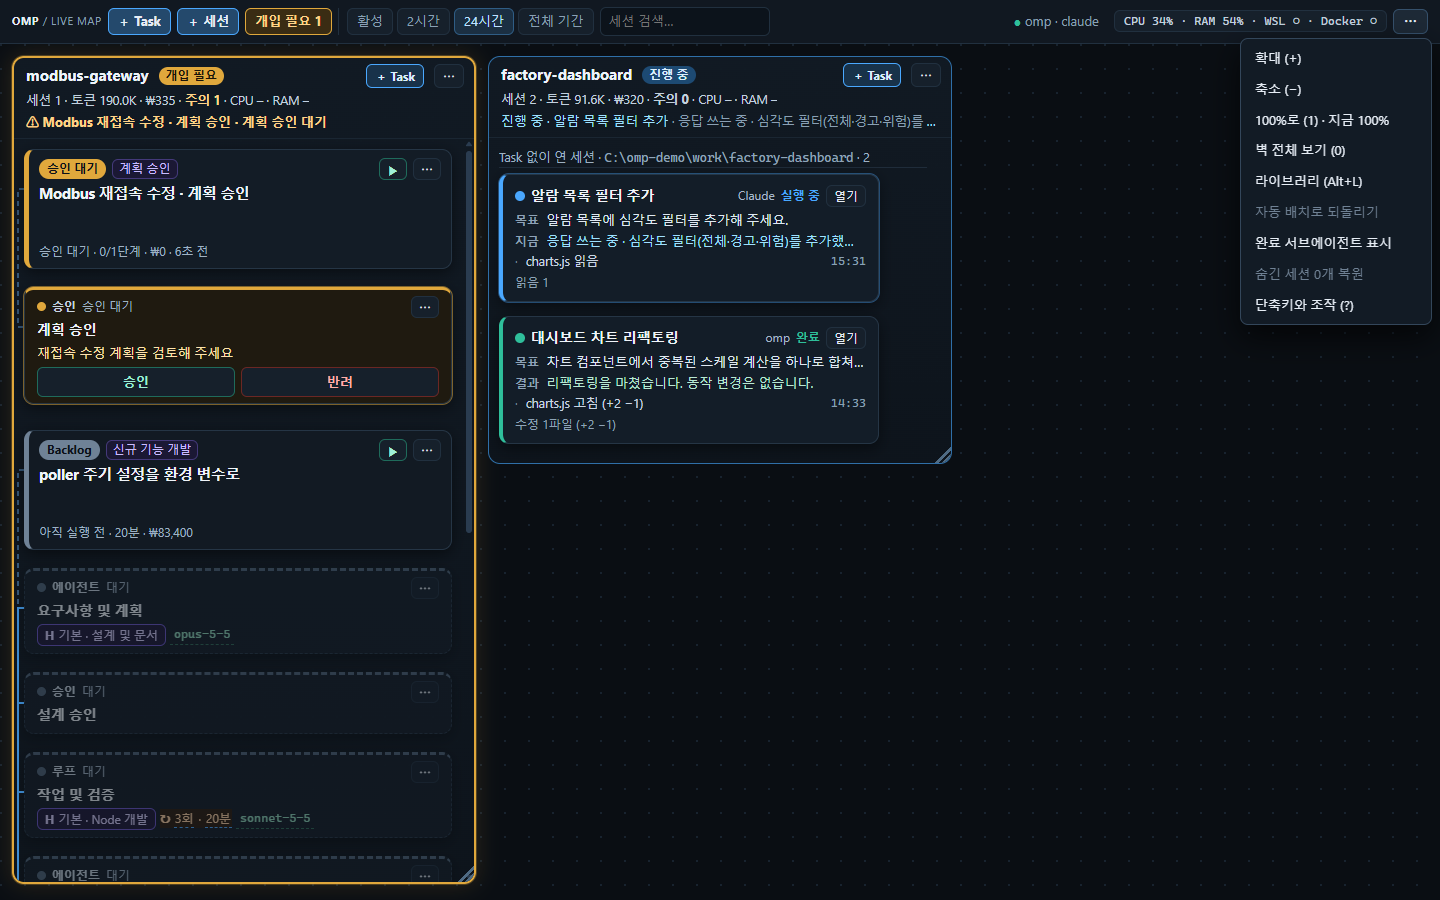 OMP / LIVE MAP + Task + 세션 개입 필요 1 활성 2시간 24시간 전체 기간 세션 검색... omp · claude CPU 34% · RAM 54% · WSL ○ · Docker ○ ···
확대 (+)
축소 (−)
100%로 (1) · 지금 100%
벽 전체 보기 (0)
라이브러리 (Alt+L)
자동 배치로 되돌리기
완료 서브에이전트 표시
숨긴 세션 0개 복원
단축키와 조작 (?)
modbus-gateway 개입 필요 + Task ···
세션 1 · 토큰 190.0K · ₩335 · 주의 1 · CPU – · RAM –
⚠ Modbus 재접속 수정 · 계획 승인 · 계획 승인 대기
승인 대기 계획 승인 ▶ ···
Modbus 재접속 수정 · 계획 승인
승인 대기 · 0/1단계 · ₩0 · 6초 전
승인 승인 대기 ···
계획 승인
재접속 수정 계획을 검토해 주세요
승인 반려
Backlog 신규 기능 개발 ▶ ···
poller 주기 설정을 환경 변수로
아직 실행 전 · 20분 · ₩83,400
에이전트 대기 ···
요구사항 및 계획
H 기본 · 설계 및 문서 opus-5-5
승인 대기 ···
설계 승인
루프 대기 ···
작업 및 검증
H 기본 · Node 개발 ↻ 3회 · 20분 sonnet-5-5
에이전트 대기 ···
factory-dashboard 진행 중 + Task ···
세션 2 · 토큰 91.6K · ₩320 · 주의 0 · CPU – · RAM –
진행 중 · 알람 목록 필터 추가 · 응답 쓰는 중 · 심각도 필터(전체·경고·위험)를 ...
Task 없이 연 세션 · C:\omp-demo\work\factory-dashboard · 2
알람 목록 필터 추가 Claude 실행 중 열기
목표 알람 목록에 심각도 필터를 추가해 주세요.
지금 응답 쓰는 중 · 심각도 필터(전체·경고·위험)를 추가했...
· charts.js 읽음 15:31
읽음 1
대시보드 차트 리팩토링 omp 완료 열기
목표 차트 컴포넌트에서 중복된 스케일 계산을 하나로 합쳐...
결과 리팩토링을 마쳤습니다. 동작 변경은 없습니다.
· charts.js 고침 (+2 −1) 14:33
수정 1파일 (+2 −1)